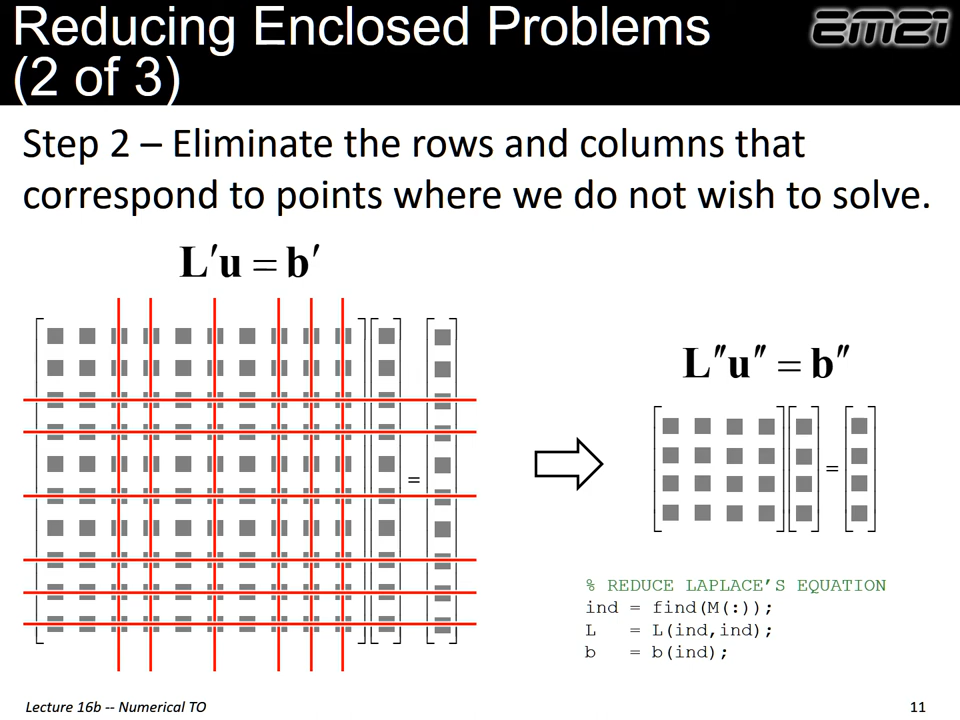 Reducing Enclosed Problems
(2 of 3)
EM21
Step 2 – Eliminate the rows and columns that
correspond to points where we do not wish to solve.
L′u = b′
=
L″u″ = b″
=
% REDUCE LAPLACE’S EQUATION
ind = find(M(:));
L   = L(ind,ind);
b   = b(ind);
Lecture 16b -- Numerical TO
11